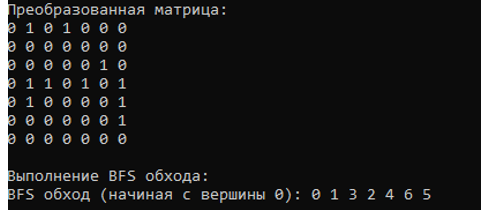 Преобразованная матрица:
0 1 0 1 0 0 0
0 0 0 0 0 0 0
0 0 0 0 0 1 0
0 1 1 0 1 0 1
0 1 0 0 0 0 1
0 0 0 0 0 0 1
0 0 0 0 0 0 0
Выполнение BFS обхода:
BFS обход (начиная с вершины 0): 0 1 3 2 4 6 5